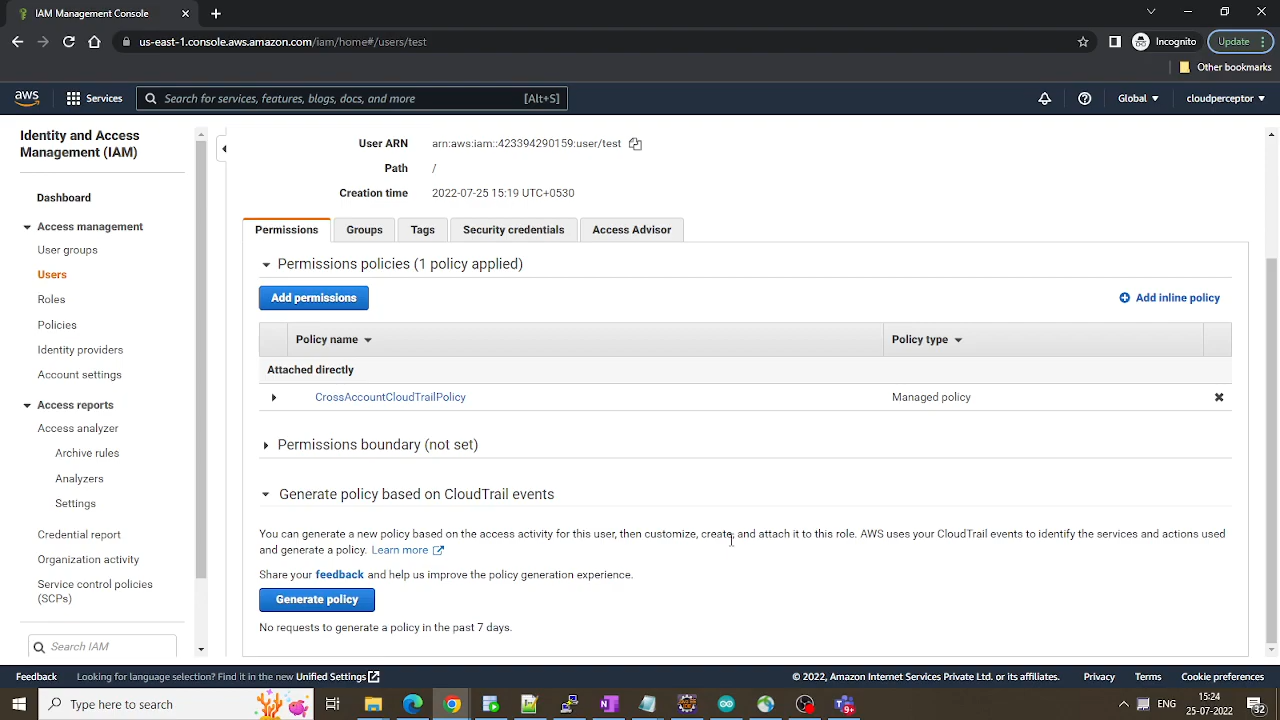 IAM Management Console
us-east-1.console.aws.amazon.com/iam/home#/users/test
Incognito
Update
Other bookmarks
aws
Services
Search for services, features, blogs, docs, and more
[Alt+S]
Global
cloudperceptor
Identity and Access
Management (IAM)
Dashboard
Access management
User groups
Users
Roles
Policies
Identity providers
Account settings
Access reports
Access analyzer
Archive rules
Analyzers
Settings
Credential report
Organization activity
Service control policies
(SCPs)
Search IAM
User ARN arn:aws:iam::423394290159:user/test
Path /
Creation time 2022-07-25 15:19 UTC+0530
Permissions Groups Tags Security credentials Access Advisor
Permissions policies (1 policy applied)
Add permissions
Add inline policy
Policy name Policy type
Attached directly
CrossAccountCloudTrailPolicy Managed policy
Permissions boundary (not set)
Generate policy based on CloudTrail events
You can generate a new policy based on the access activity for this user, then customize, create and attach it to this role. AWS uses your CloudTrail events to identify the services and actions used
and generate a policy. Learn more
Share your feedback and help us improve the policy generation experience.
Generate policy
No requests to generate a policy in the past 7 days.
Feedback Looking for language selection? Find it in the new Unified Settings © 2022, Amazon Internet Services Private Ltd. or its affiliates. Privacy Terms Cookie preferences
Type here to search
15:24
25-07-2022